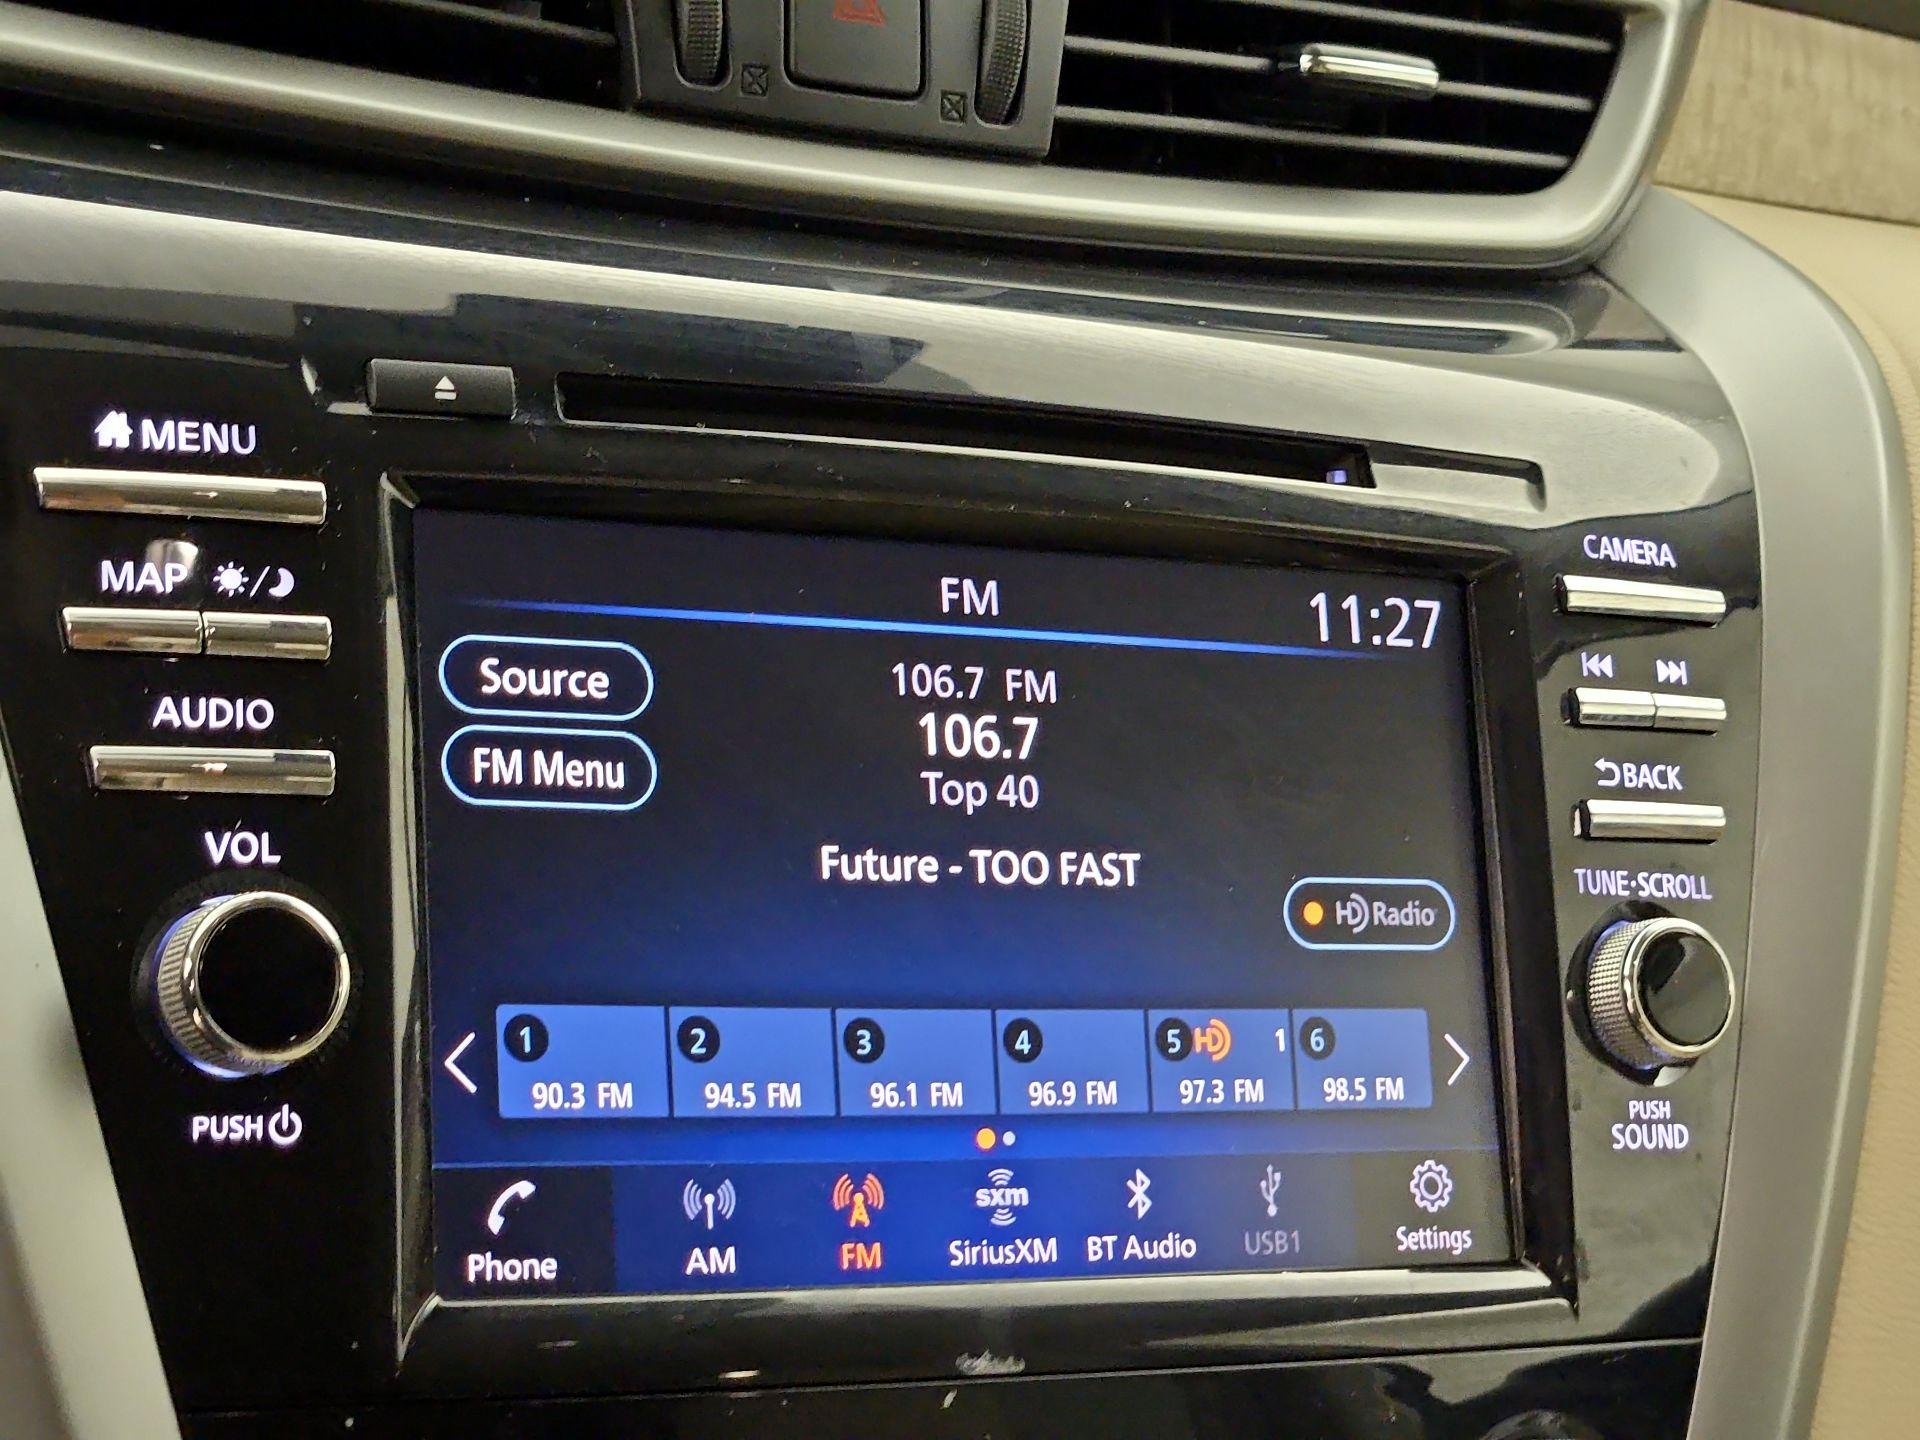 MENU
MAP
AUDIO
VOL
PUSH
FM
11:27
Source
FM Menu
106.7 FM
106.7
Top 40
Future - TOO FAST
HD Radio
1
90.3 FM
2
94.5 FM
3
96.1 FM
4
96.9 FM
5 HD 1
97.3 FM
6
98.5 FM
Phone
AM
FM
sxm
SiriusXM
BT Audio
USB1
Settings
CAMERA
BACK
TUNE·SCROLL
PUSH
SOUND